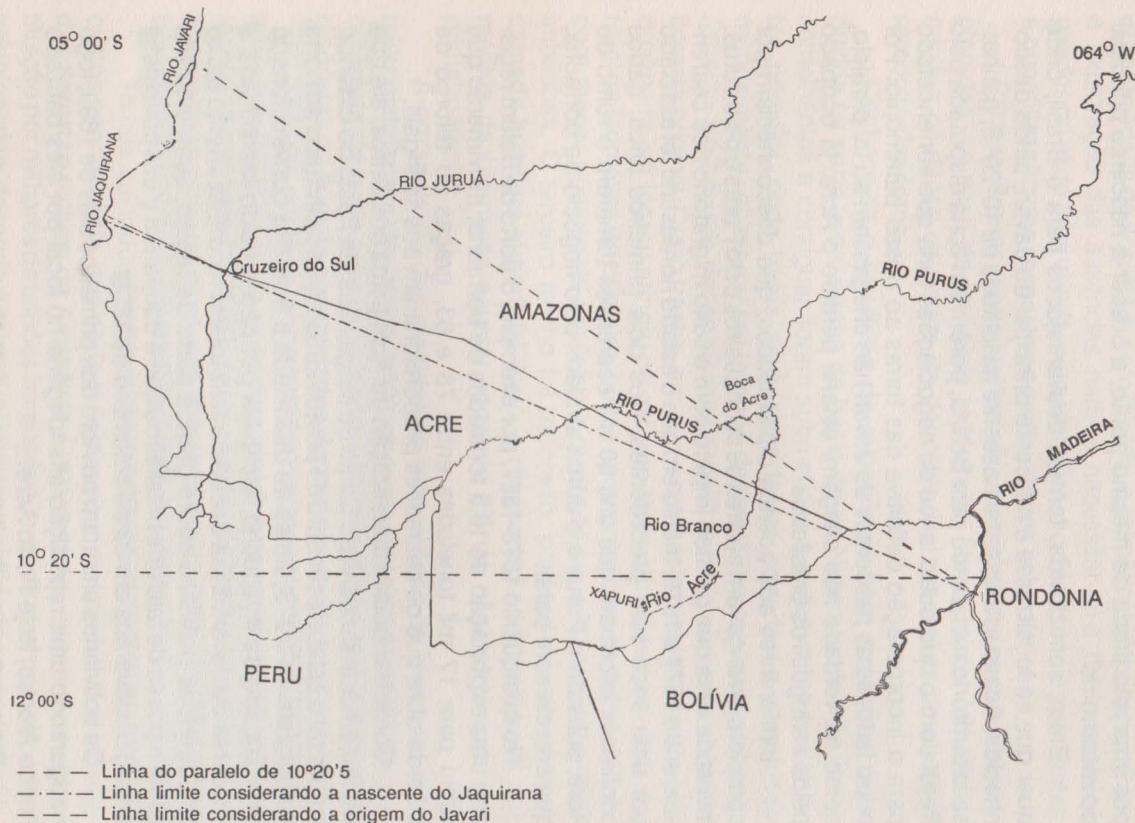 05° 00' S
RIO JAVARI
064° W
RIO JAQUIRANA
RIO JURUÁ
Cruzeiro do Sul
RIO PURUS
AMAZONAS
Boca
do Acre
RIO PURUS
ACRE
RIO MADEIRA
Rio Branco
10° 20' S
XAPURI
Rio Acre
RONDÔNIA
PERU
BOLÍVIA
12° 00' S
Linha do paralelo de 10°20'5
Linha limite considerando a nascente do Jaquirana
Linha limite considerando a origem do Javari